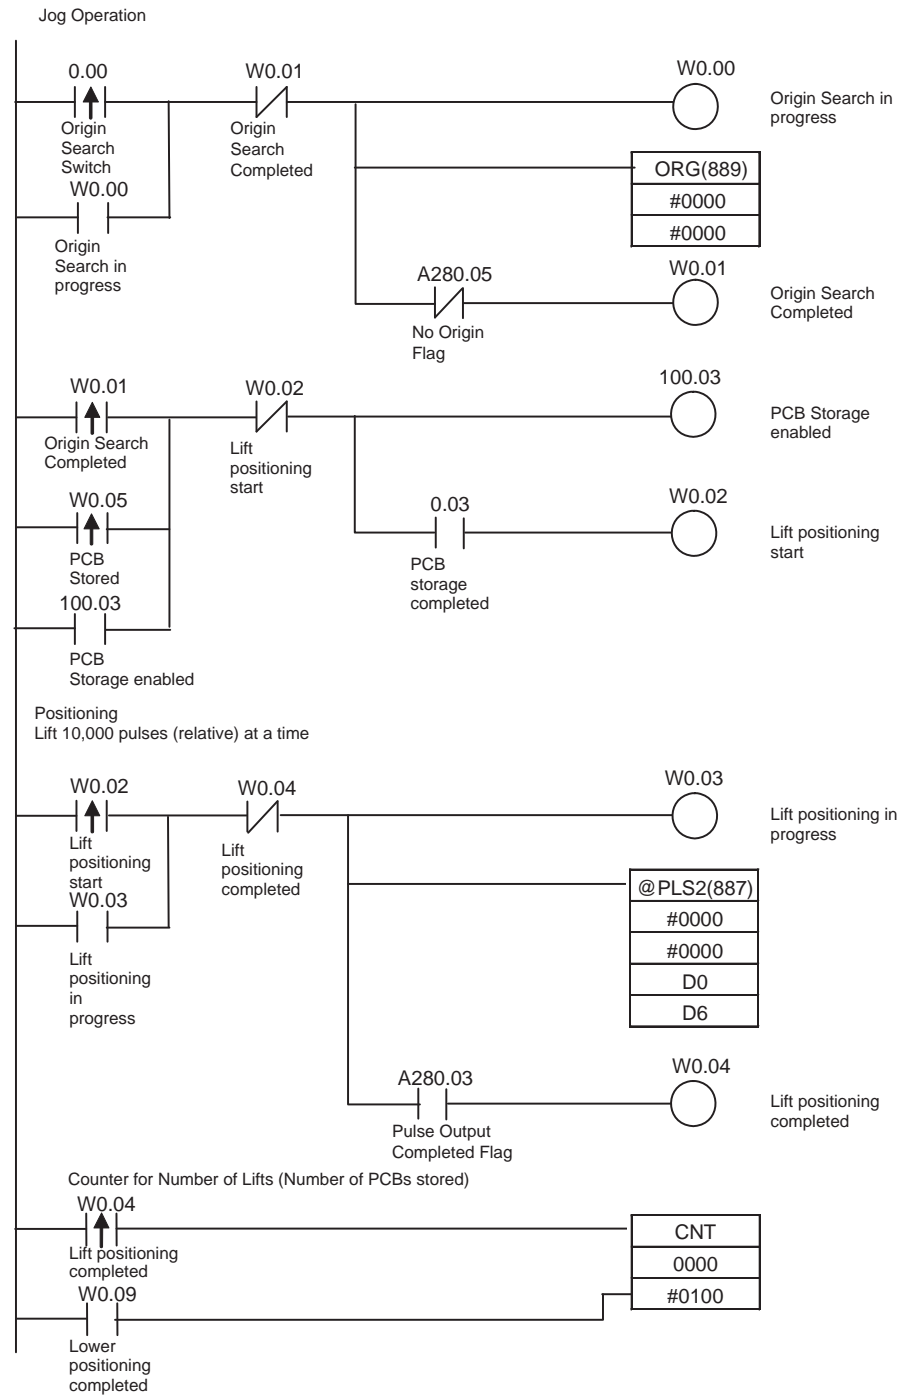 Jog Operation
0.00
W0.01
W0.00
Origin Search Switch
Origin Search Completed
Origin Search in progress
ORG(889)
#0000
#0000
W0.00
Origin Search in progress
A280.05
No Origin Flag
W0.01
Origin Search Completed
W0.01
Origin Search Completed
W0.02
Lift positioning start
100.03
PCB Storage enabled
W0.05
PCB Stored
0.03
PCB storage completed
W0.02
Lift positioning start
100.03
PCB Storage enabled
Positioning
Lift 10,000 pulses (relative) at a time
W0.02
Lift positioning start
W0.04
Lift positioning completed
W0.03
Lift positioning in progress
W0.03
Lift positioning in progress
@PLS2(887)
#0000
#0000
D0
D6
A280.03
Pulse Output Completed Flag
W0.04
Lift positioning completed
Counter for Number of Lifts (Number of PCBs stored)
W0.04
Lift positioning completed
CNT
0000
#0100
W0.09
Lower positioning completed